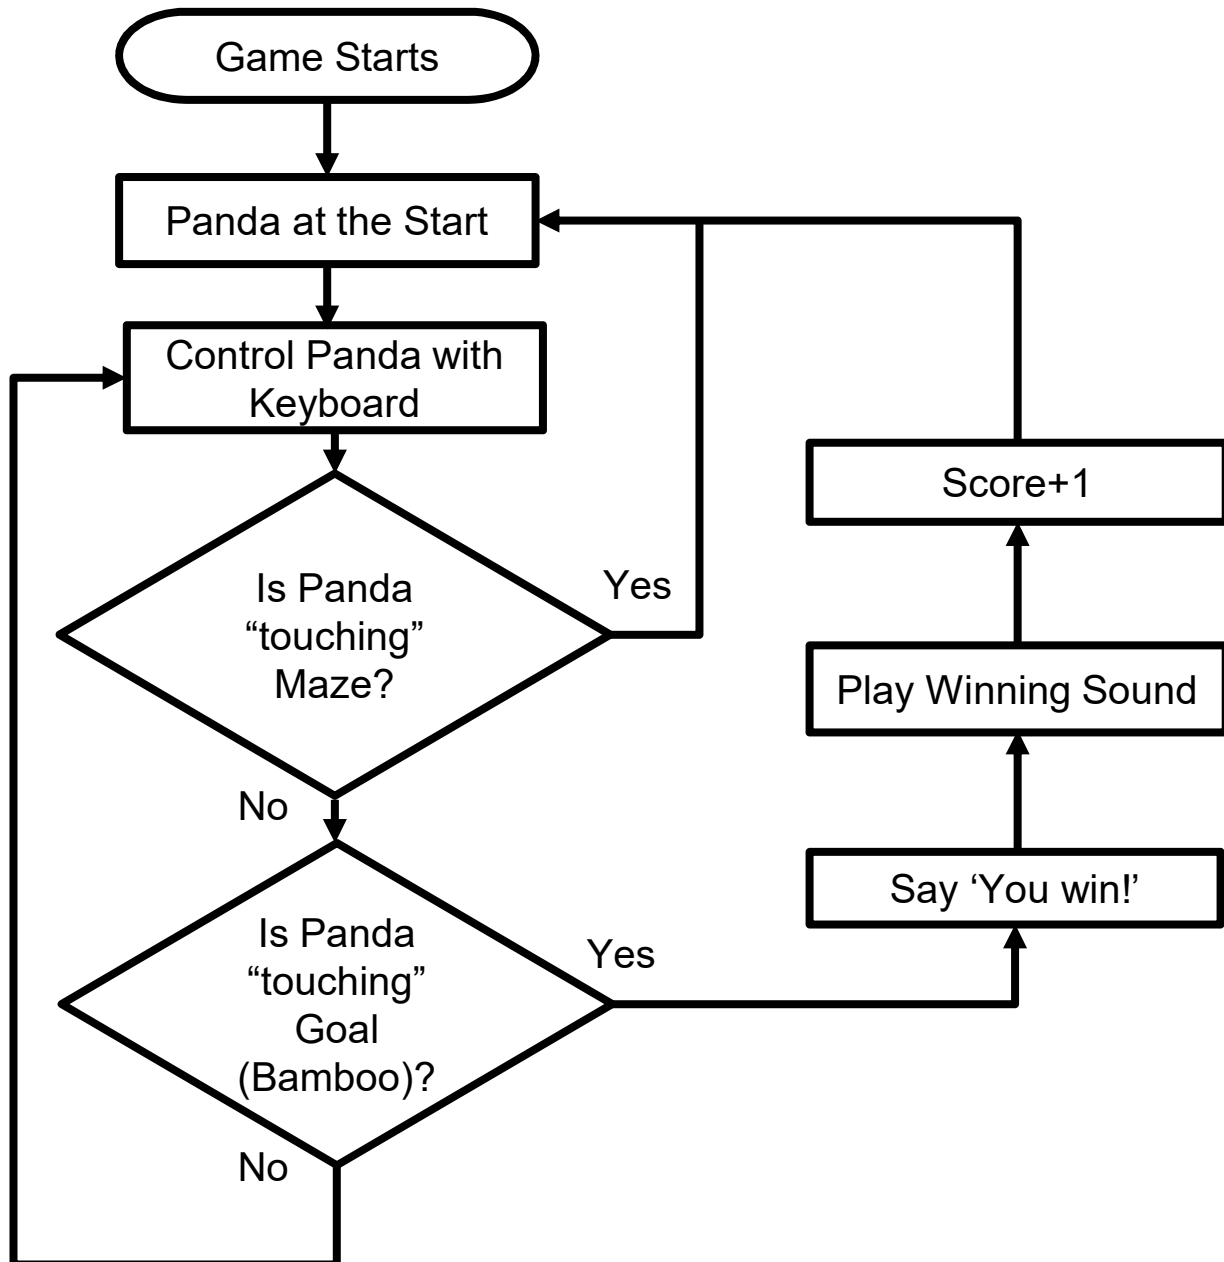 Game Starts
Panda at the Start
Control Panda with
Keyboard
Is Panda
“touching”
Maze?
Yes
No
Is Panda
“touching”
Goal
(Bamboo)?
Yes
No
Say ‘You win!’
Play Winning Sound
Score+1